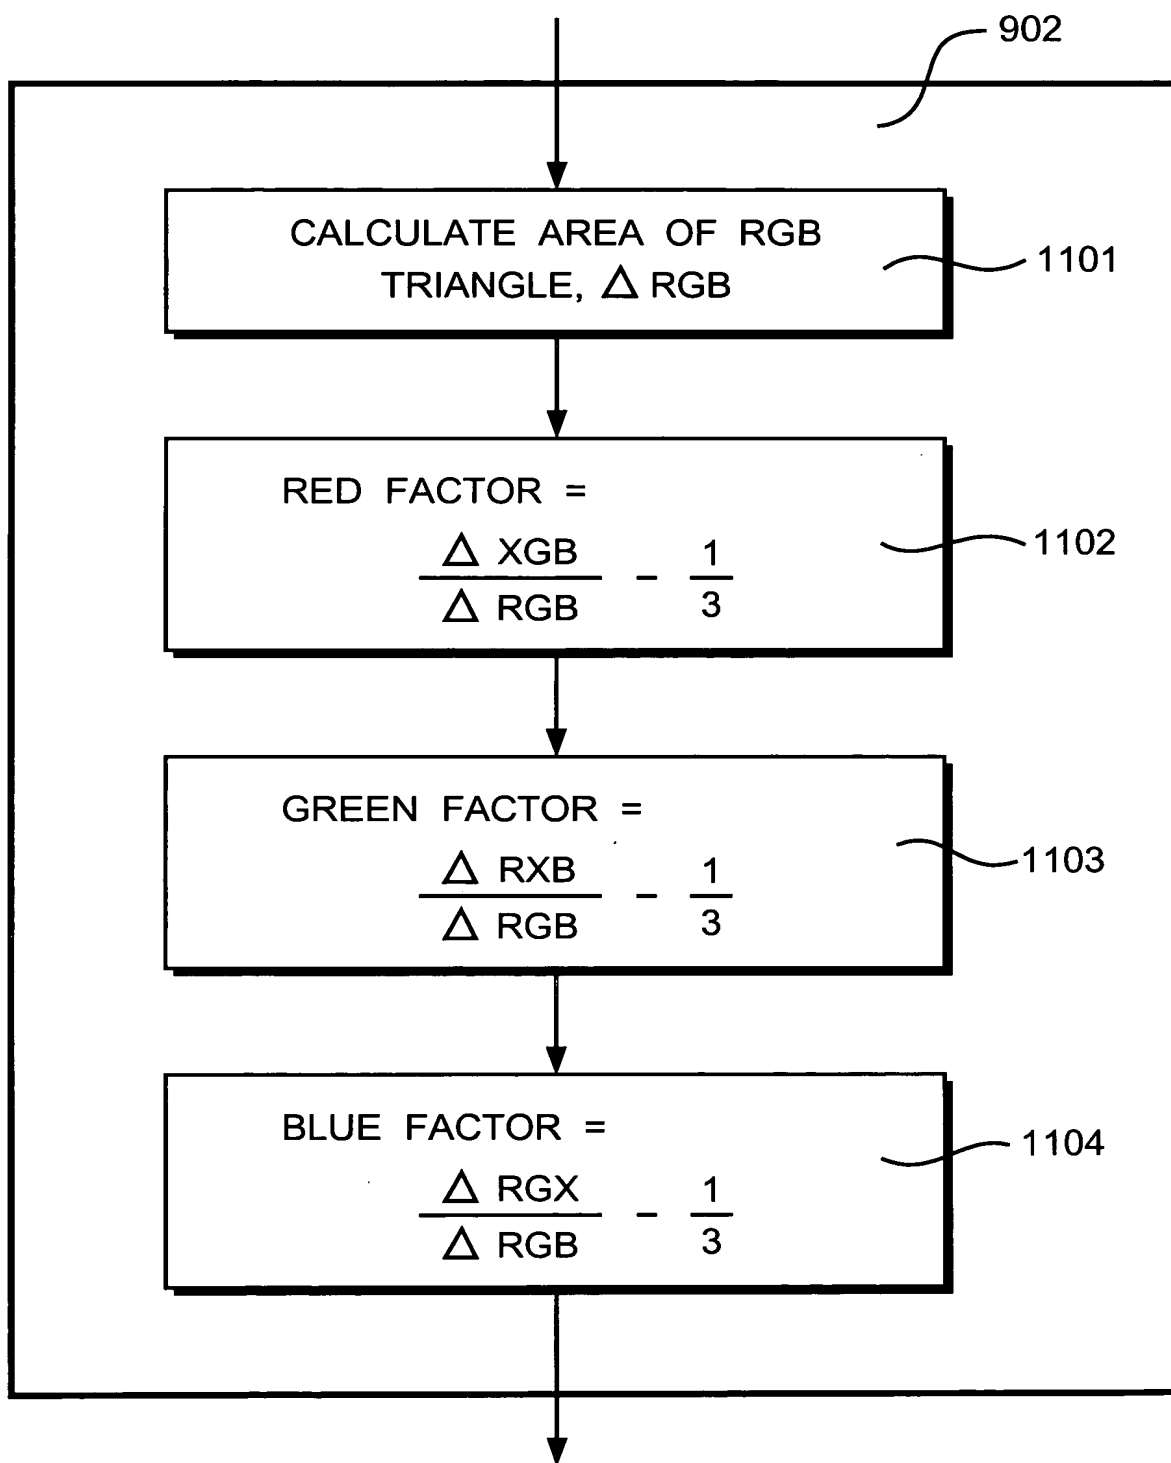 902
CALCULATE AREA OF RGB
TRIANGLE, Δ RGB
1101
RED FACTOR =
Δ XGB
Δ RGB
- 1
3
1102
GREEN FACTOR =
Δ RXB
Δ RGB
- 1
3
1103
BLUE FACTOR =
Δ RGX
Δ RGB
- 1
3
1104